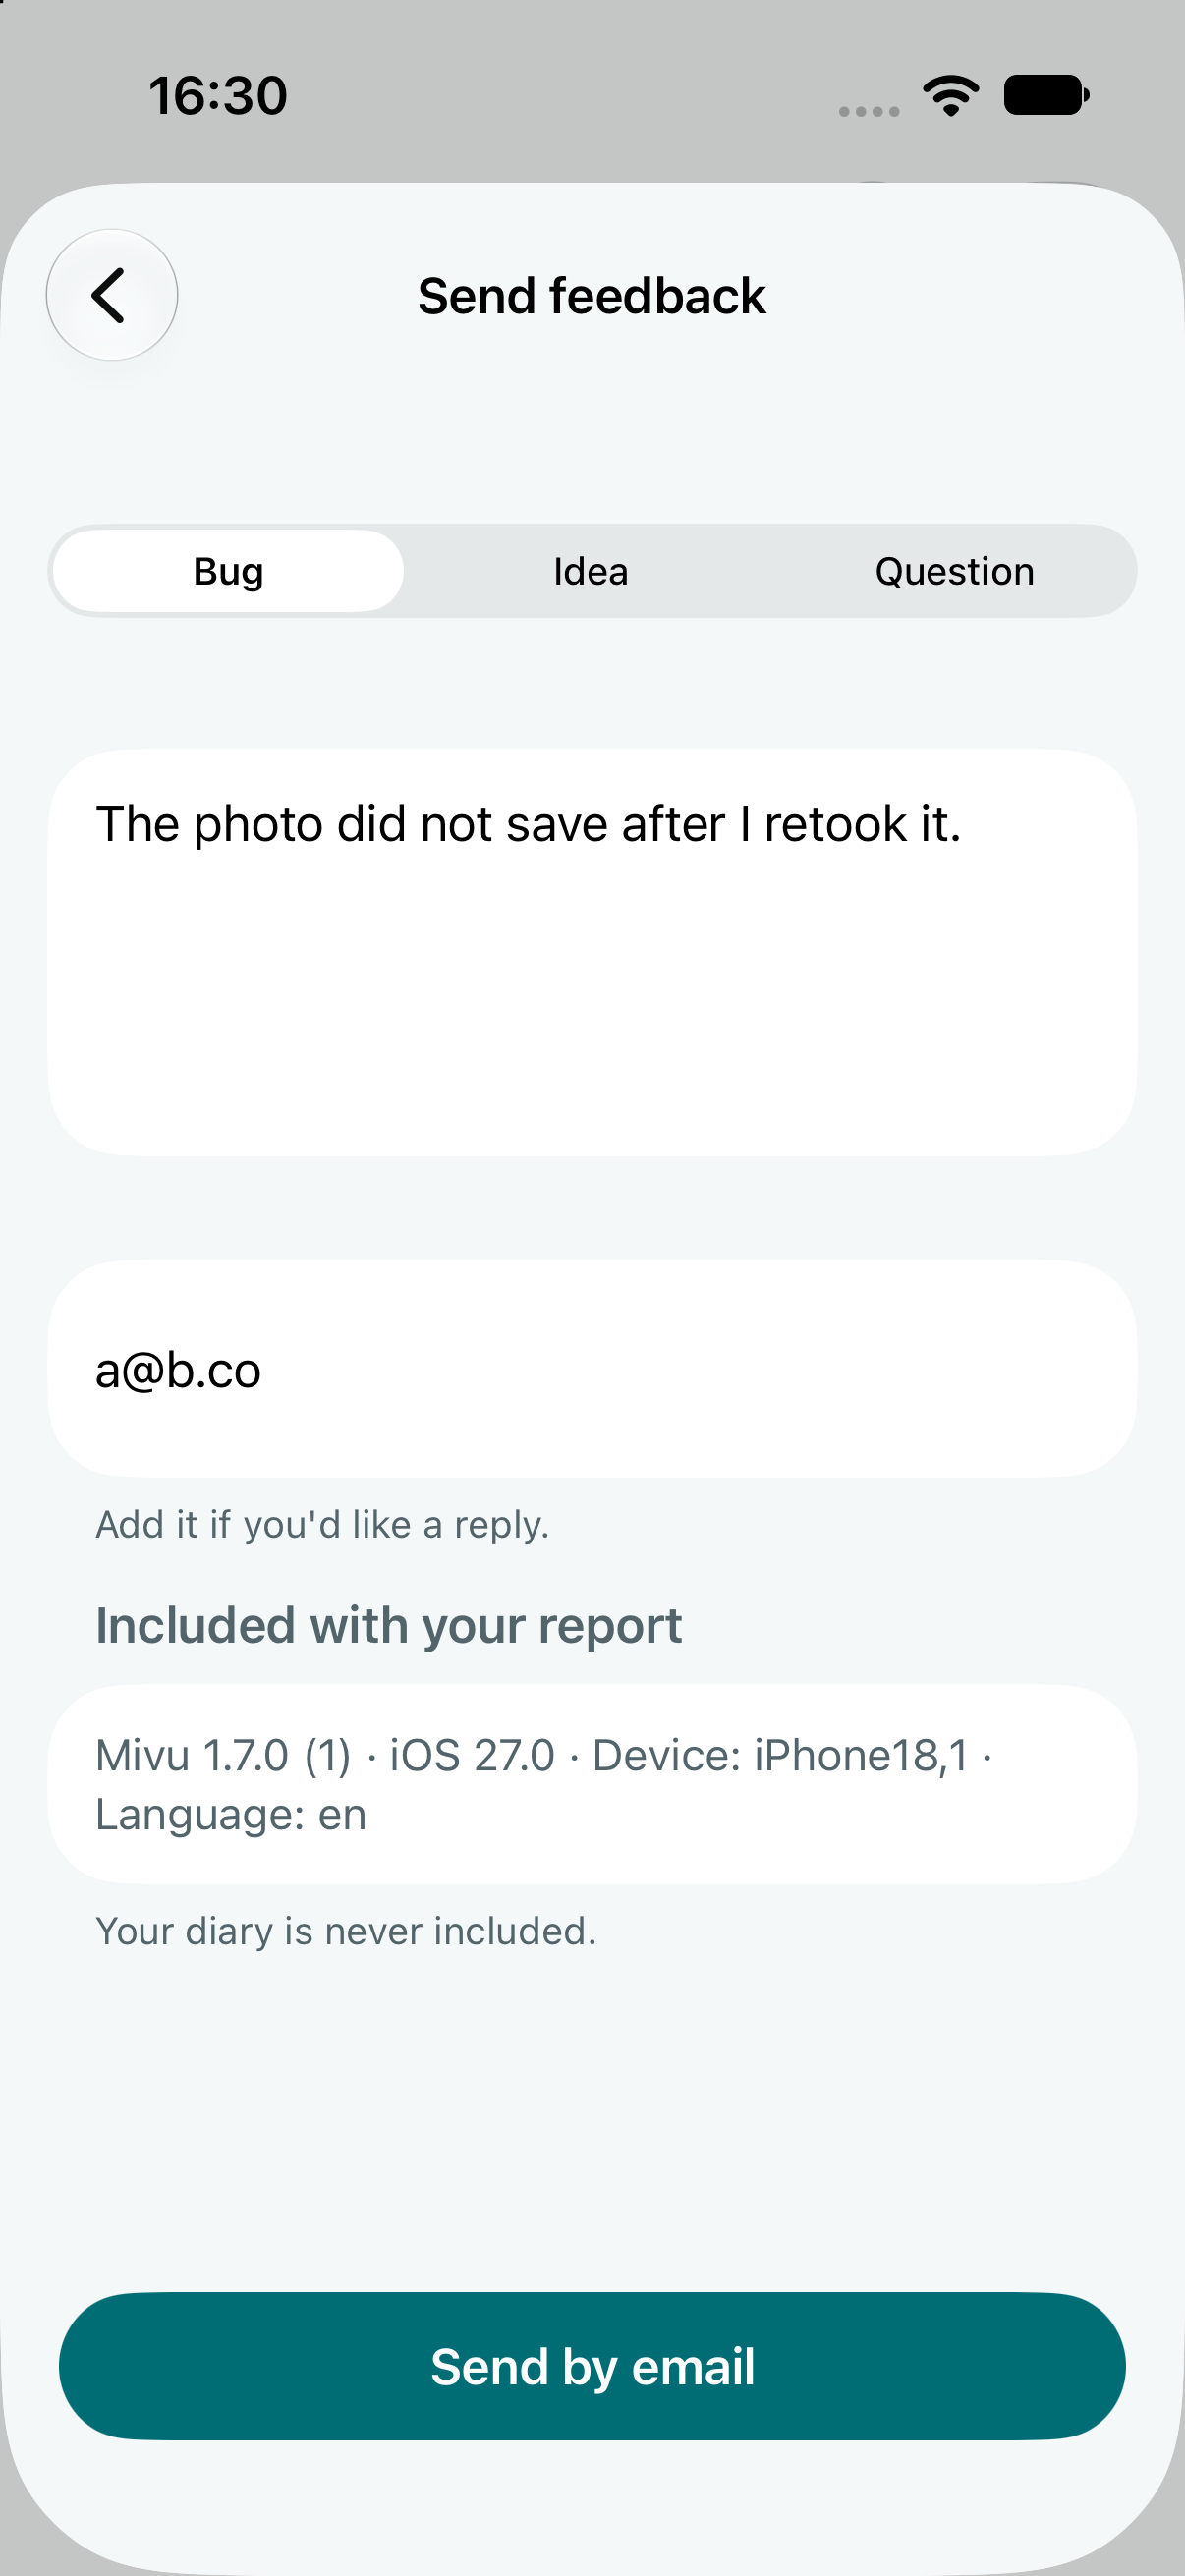 16:30
Send feedback
Bug
Idea
Question
The photo did not save after I retook it.
a@b.co
Add it if you'd like a reply.
Included with your report
Mivu 1.7.0 (1) · iOS 27.0 · Device: iPhone18,1 ·
Language: en
Your diary is never included.
Send by email